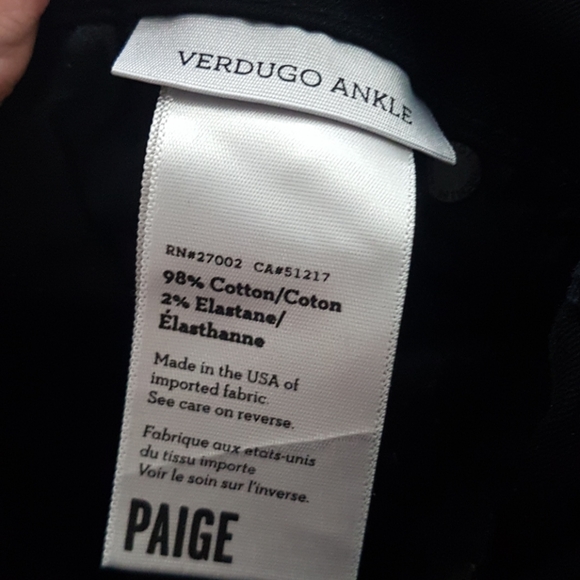 VERDUGO ANKLE
RN#27002 CA#51217
98% Cotton/Coton
2% Elastane/
Élasthanne
Made in the USA of
imported fabric.
See care on reverse.
Fabrique aux etats-unis
du tissu importe
Voir le soin sur l'inverse.
PAIGE